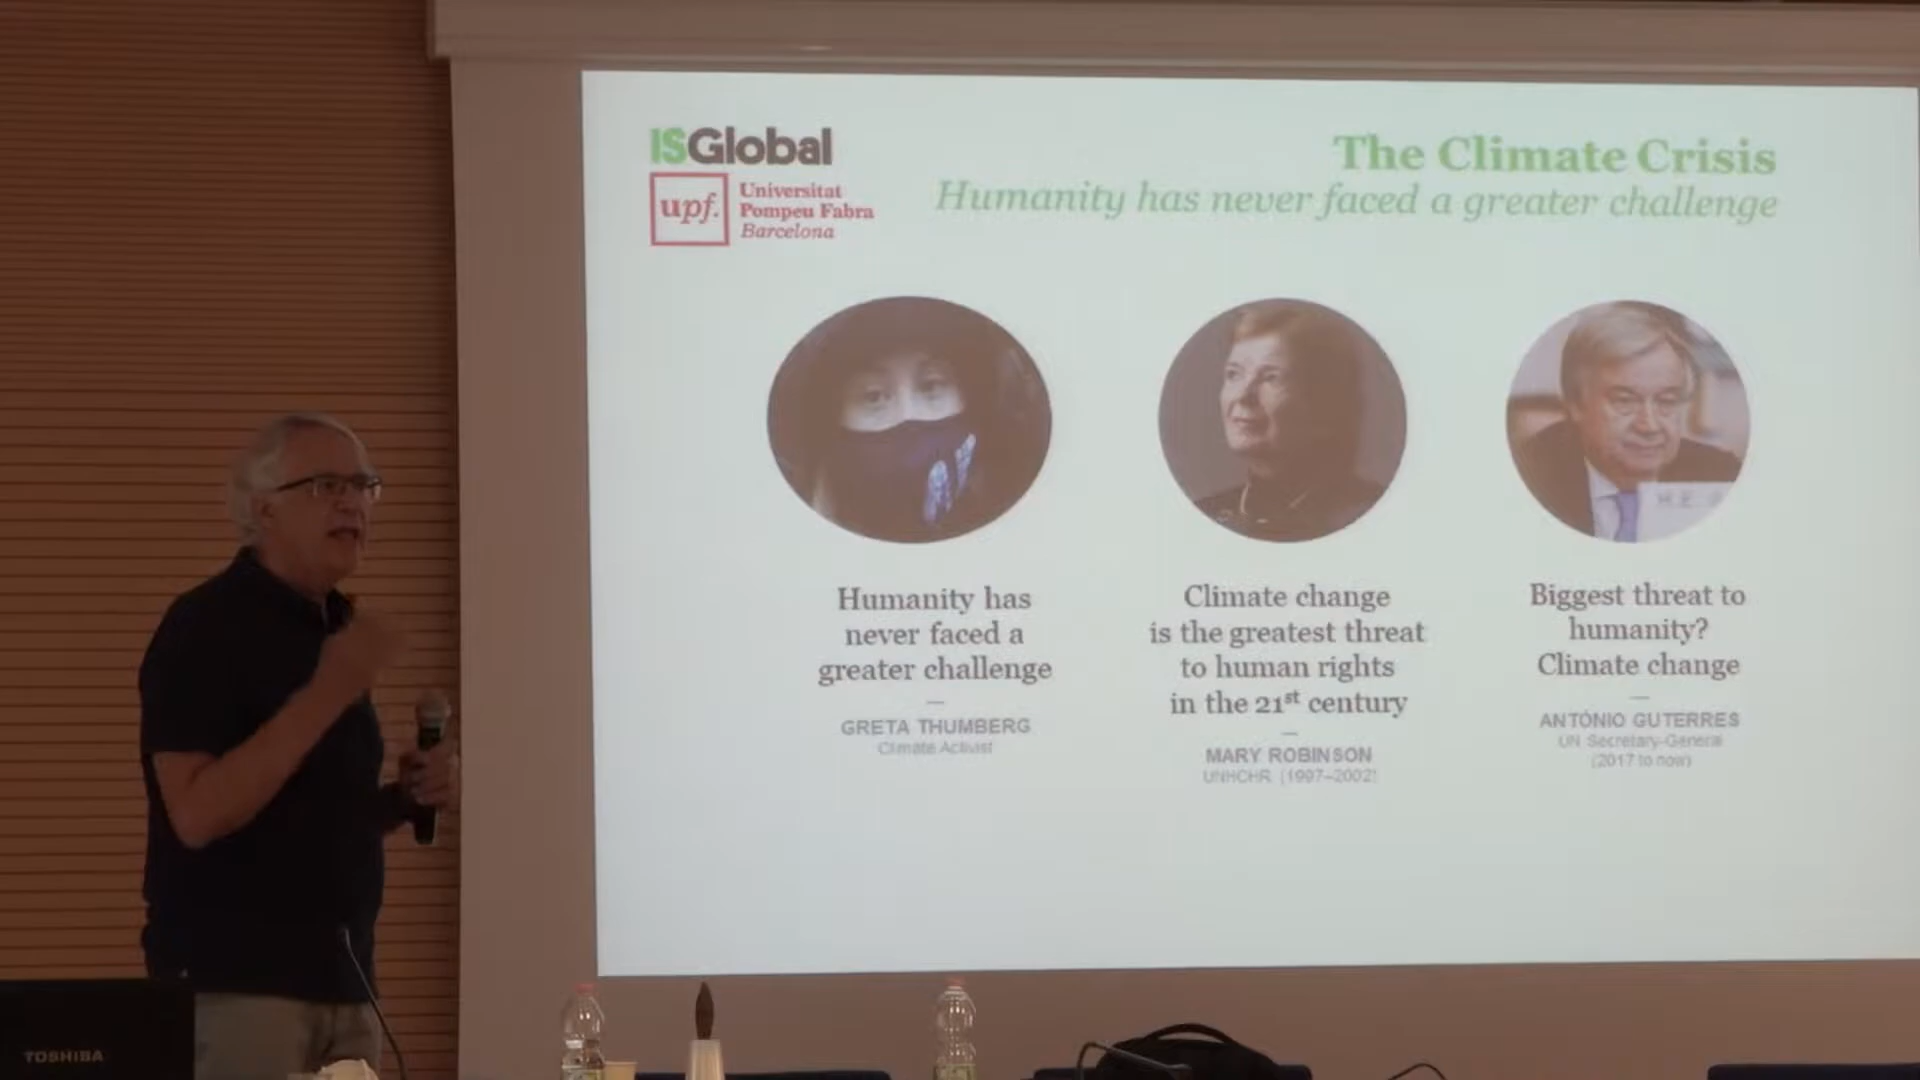 ISGlobal
upf.
Universitat
Pompeu Fabra
Barcelona
The Climate Crisis
Humanity has never faced a greater challenge
Humanity has
never faced a
greater challenge
—
GRETA THUMBERG
Climate Activist
Climate change
is the greatest threat
to human rights
in the 21st century
—
MARY ROBINSON
UNHCHR (1997–2002)
Biggest threat to
humanity?
Climate change
—
ANTÓNIO GUTERRES
UN Secretary-General
(2017 to now)
TOSHIBA